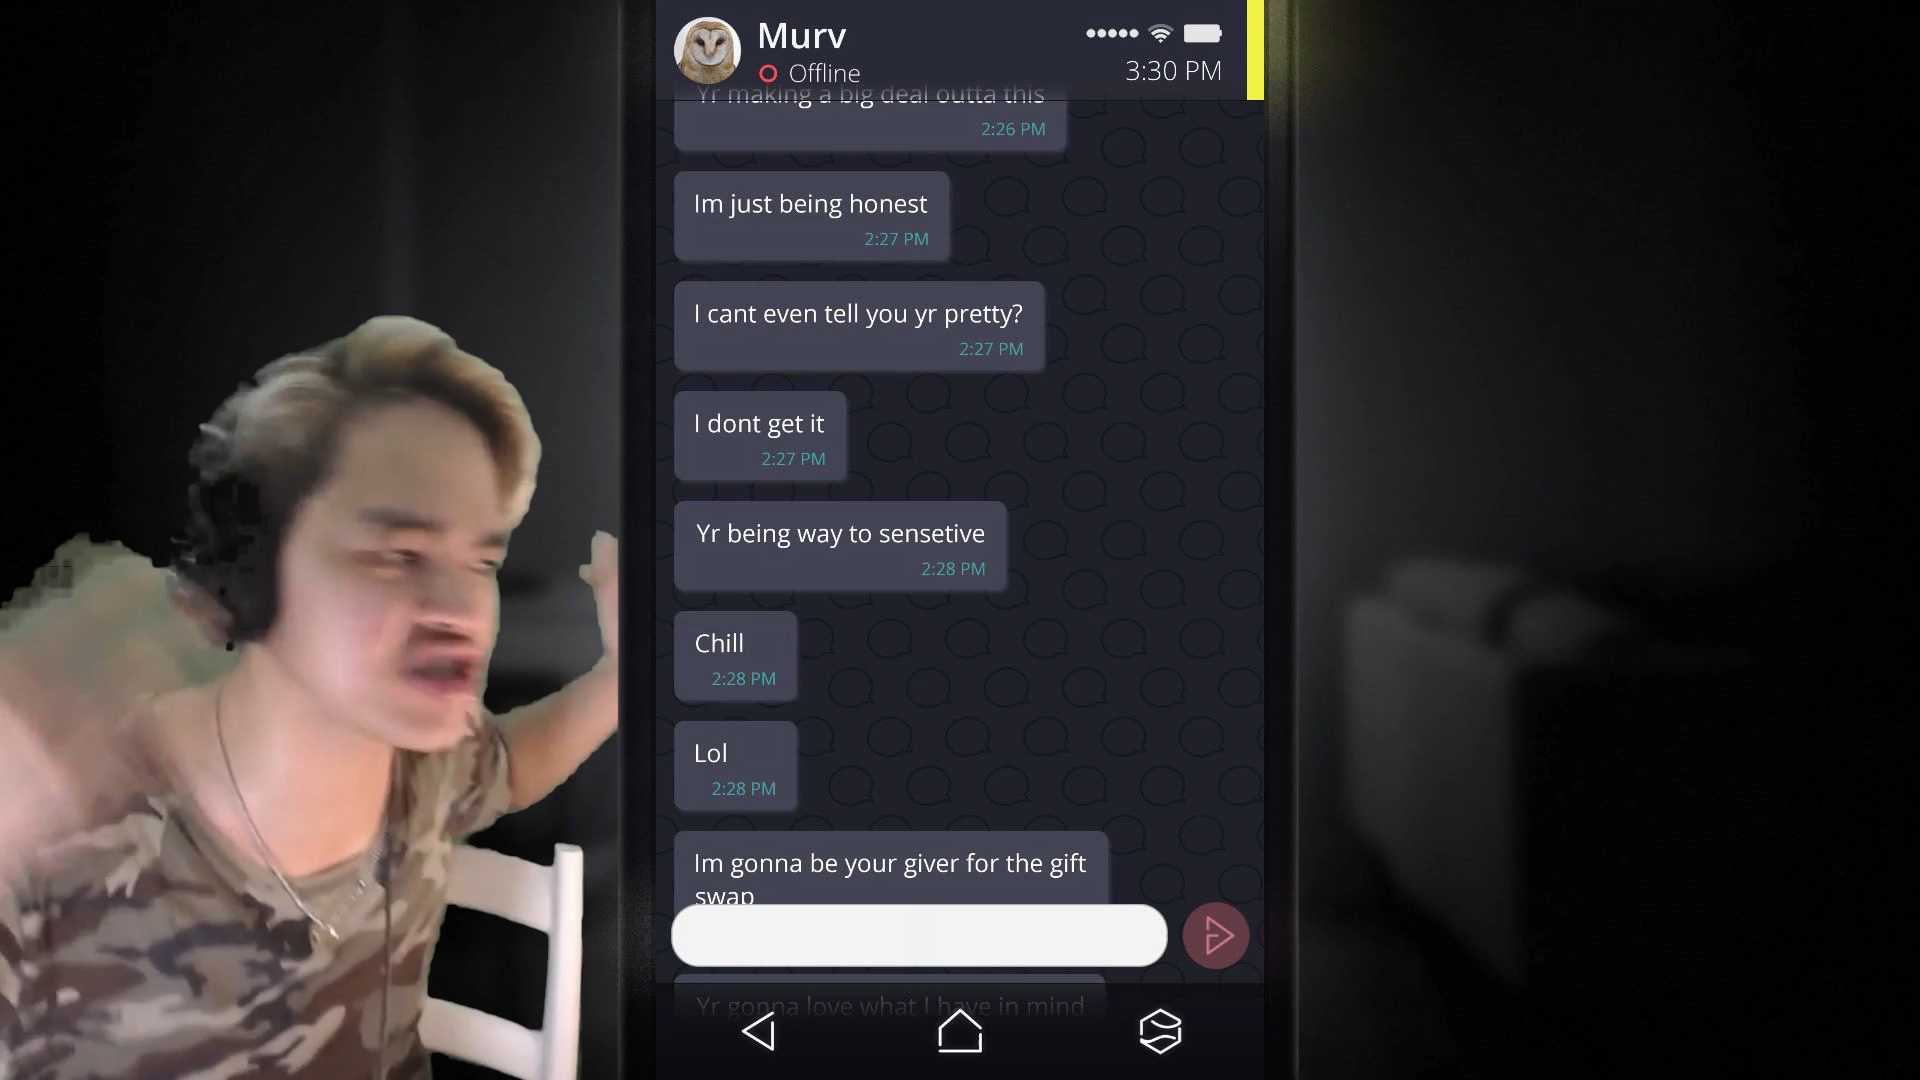 Murv
Offline
3:30 PM
Yr making a big deal outta this
2:26 PM
Im just being honest
2:27 PM
I cant even tell you yr pretty?
2:27 PM
I dont get it
2:27 PM
Yr being way to sensetive
2:28 PM
Chill
2:28 PM
Lol
2:28 PM
Im gonna be your giver for the gift
swap
Yr gonna love what I have in mind